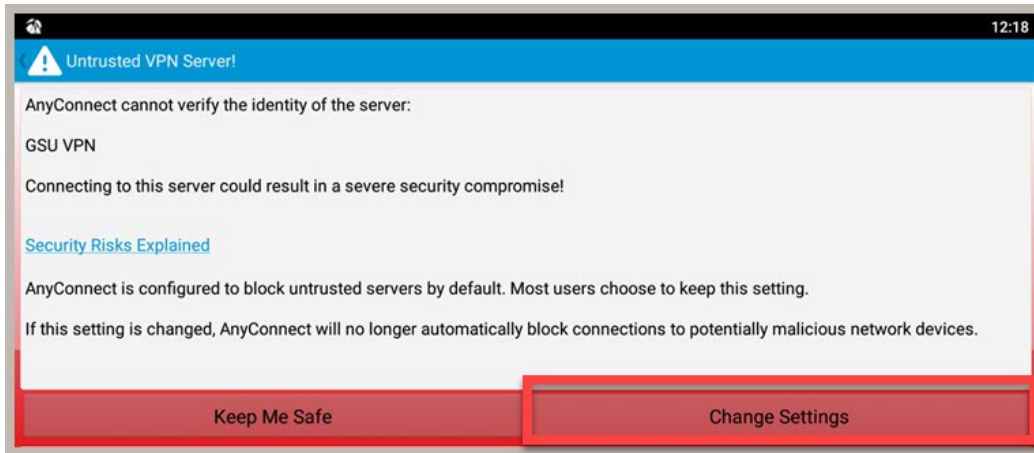 12:18
Untrusted VPN Server!
AnyConnect cannot verify the identity of the server:
GSU VPN
Connecting to this server could result in a severe security compromise!
Security Risks Explained
AnyConnect is configured to block untrusted servers by default. Most users choose to keep this setting.
If this setting is changed, AnyConnect will no longer automatically block connections to potentially malicious network devices.
Keep Me Safe
Change Settings